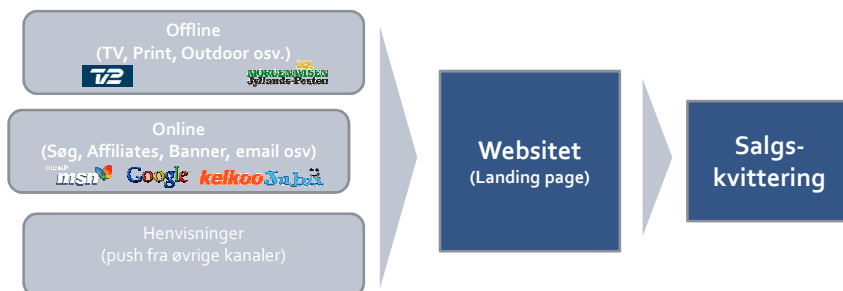 Offline
(TV, Print, Outdoor osv.)
TV2
MORGENAVISEN
Jyllands-Posten
Online
(Søg, Affiliates, Banner, email osv)
msn Google kelkoo Jubii
Henvisninger
(push fra øvrige kanaler)
Websitet
(Landing page)
Salgs-
kvittering